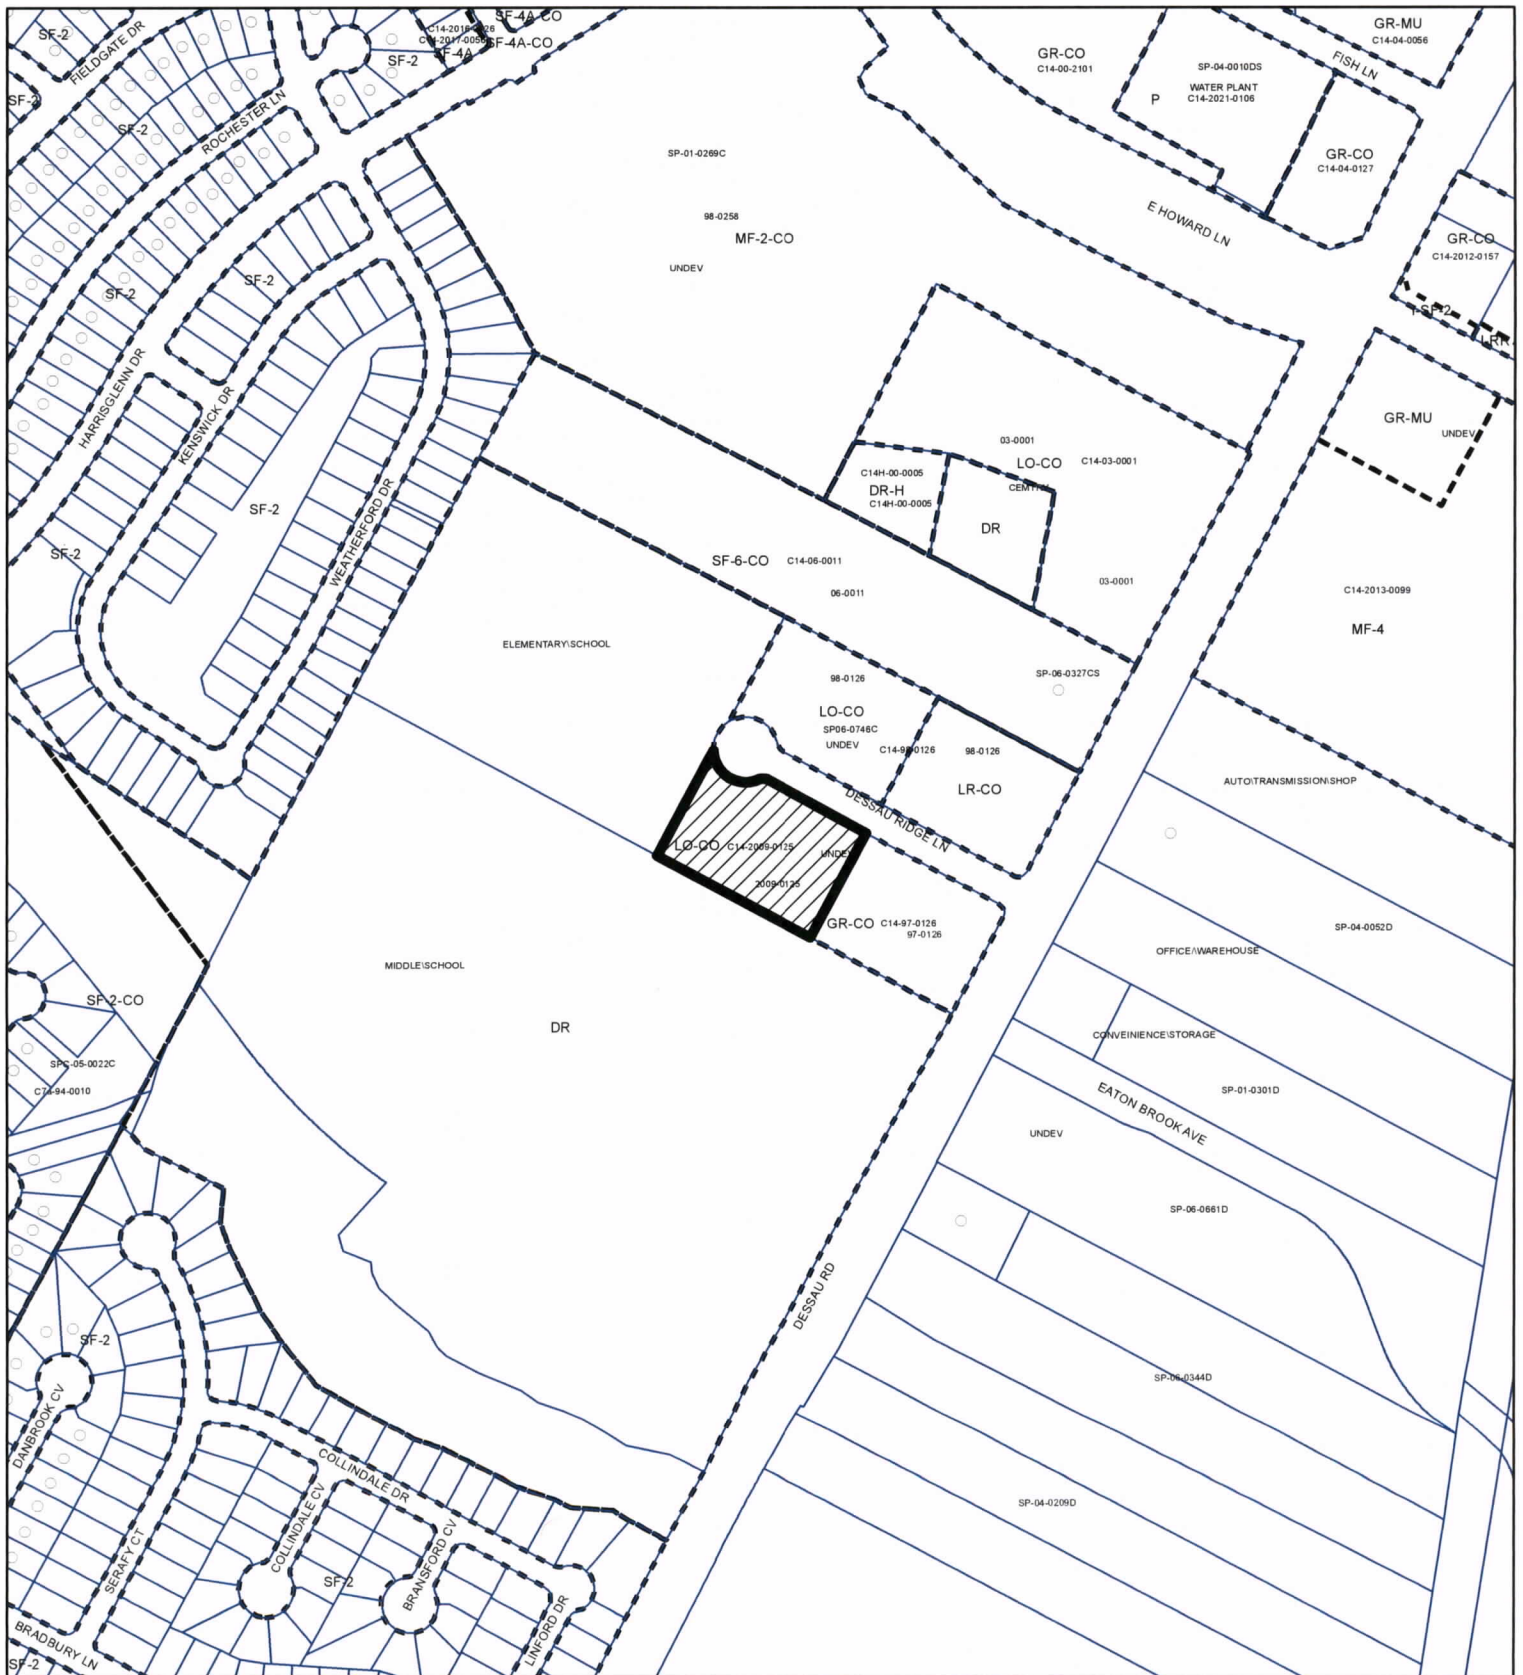 SF-4A-CO
SF-2
FIELDGATE DR
SF-4A-CO
SF-4A
SF-2
GR-MU
C14-04-0056
FISH LN
GR-CO
C14-00-2101
SP-04-0010DS
WATER PLANT
C14-2021-0106
P
SF-2
SF-2
ROCHESTER LN
SP-01-0269C
GR-CO
C14-04-0127
98-0258
MF-2-CO
UNDEV
E HOWARD LN
GR-CO
C14-2012-0157
I-SF-2
SF-2
SF-2
HARRISGLENN DR
KENSWICK DR
WEATHERFORD DR
SF-2
SF-2
GR-MU
UNDEV
03-0001
LO-CO
C14-03-0001
C14H-00-0005
DR-H
C14H-00-0005
DR
SF-6-CO
C14-06-0011
06-0011
03-0001
C14-2013-0099
MF-4
ELEMENTARY\SCHOOL
SP-06-0327CS
98-0126
LO-CO
SP06-0746C
UNDEV
98-0126
LR-CO
AUTO\TRANSMISSION\SHOP
DESSAU RIDGE LN
LO-CO
C14-2009-0125
UNDEV
2009-0125
GR-CO
C14-97-0126
97-0126
SP-04-0052D
OFFICE/\WAREHOUSE
MIDDLE\SCHOOL
DR
SF-2-CO
CONVEINIENCE\STORAGE
SPC-05-0022C
SP-01-0301D
EATON BROOK AVE
UNDEV
SP-06-0661D
DESSAU RD
SF-2
DANBROOK CV
SP-06-0344D
COLLINDALE DR
COLLINDALE CV
SP-04-0209D
BRANSFORD CV
SERAFY CT
SF-2
LINFORD DR
BRADBURY LN
SF-2